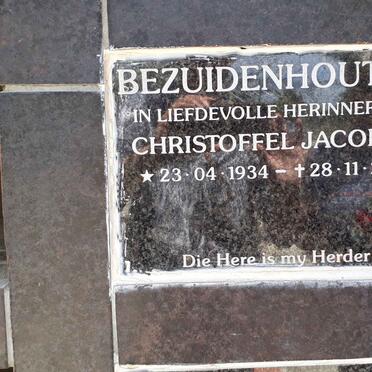 BEZUIDENHOUT
IN LIEFDEVOLLE HERINNER
CHRISTOFFEL JACO
★ 23·04·1934 – ✝ 28·11·
Die Here is my Herder